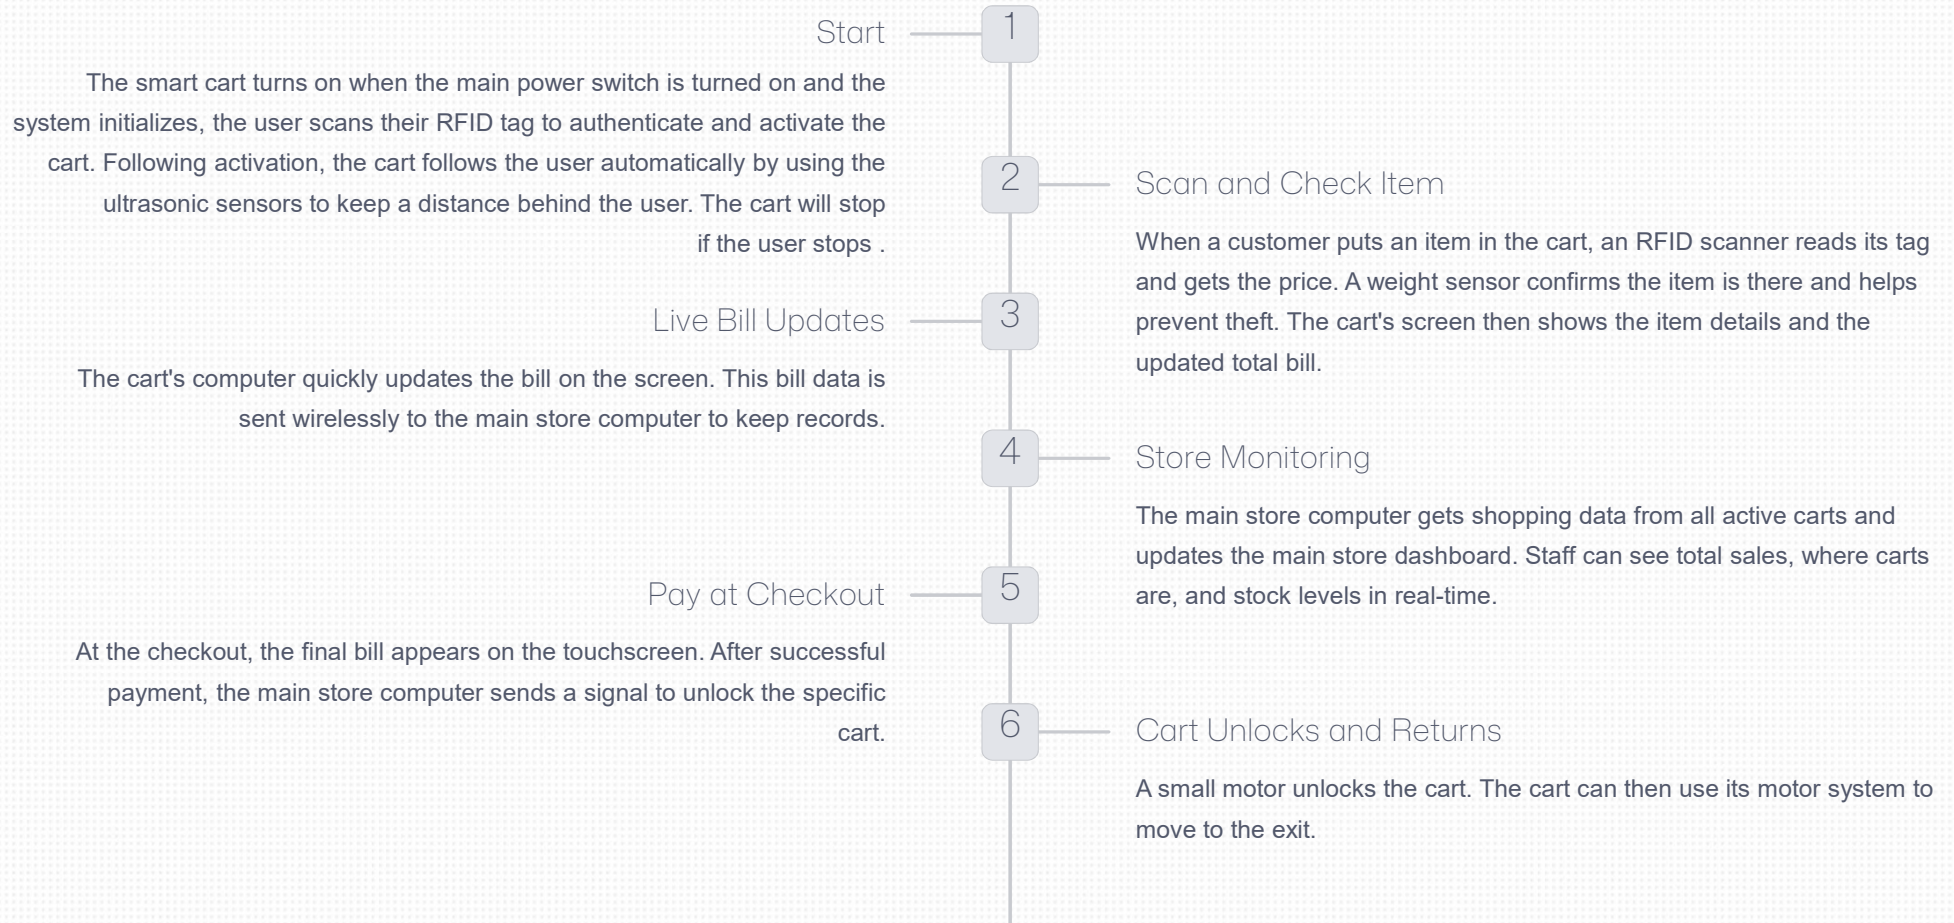 1
Start
The smart cart turns on when the main power switch is turned on and the
system initializes, the user scans their RFID tag to authenticate and activate the
cart. Following activation, the cart follows the user automatically by using the
ultrasonic sensors to keep a distance behind the user. The cart will stop
if the user stops .
2
Scan and Check Item
When a customer puts an item in the cart, an RFID scanner reads its tag
and gets the price. A weight sensor confirms the item is there and helps
prevent theft. The cart's screen then shows the item details and the
updated total bill.
3
Live Bill Updates
The cart's computer quickly updates the bill on the screen. This bill data is
sent wirelessly to the main store computer to keep records.
4
Store Monitoring
The main store computer gets shopping data from all active carts and
updates the main store dashboard. Staff can see total sales, where carts
are, and stock levels in real-time.
5
Pay at Checkout
At the checkout, the final bill appears on the touchscreen. After successful
payment, the main store computer sends a signal to unlock the specific
cart.
6
Cart Unlocks and Returns
A small motor unlocks the cart. The cart can then use its motor system to
move to the exit.